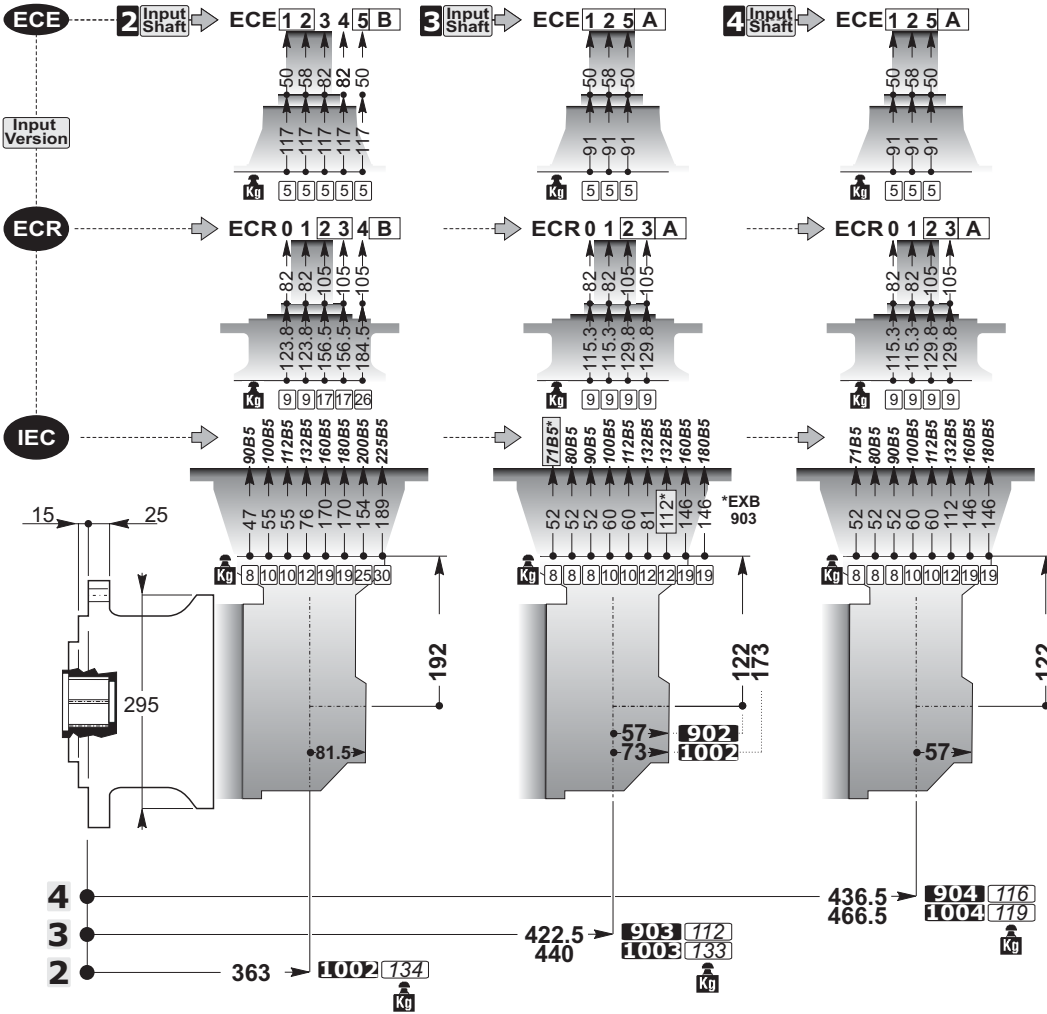 ECE 2 Input Shaft ECE 1 2 3 4 5 B 3 Input Shaft ECE 1 2 5 A 4 Input Shaft ECE 1 2 5 A
50 58 82 82 50 50 58 50 50 58 50
Input Version
117 117 117 117 117 91 91 91 91 91 91
Kg 5 5 5 5 5 Kg 5 5 5 Kg 5 5 5
ECR ECR 0 1 2 3 4 B ECR 0 1 2 3 A ECR 0 1 2 3 A
82 82 105 105 105 82 82 105 105 82 82 105 105
123.8 123.8 156.5 156.5 184.5 115.3 115.3 129.8 129.8 115.3 115.3 129.8 129.8
Kg 9 9 17 17 26 Kg 9 9 9 9 Kg 9 9 9 9
IEC 90B5 100B5 112B5 132B5 160B5 180B5 200B5 225B5 71B5* 80B5 90B5 100B5 112B5 132B5 132B5 160B5 180B5 71B5 80B5 90B5 100B5 112B5 132B5 160B5 180B5
47 55 55 76 170 170 154 189 52 52 52 60 60 81 112* 146 146 *EXB 903 52 52 52 60 60 112 146 146
15 25
Kg 8 10 10 12 19 19 25 30 Kg 8 8 8 10 10 12 12 19 19 Kg 8 8 8 10 10 12 19 19
192 122 173 122
295
57 902
81.5 73 1002 57
4 436.5 904 116
466.5 1004 119
Kg
3 422.5 903 112
440 1003 133
Kg
2 363 1002 134
Kg